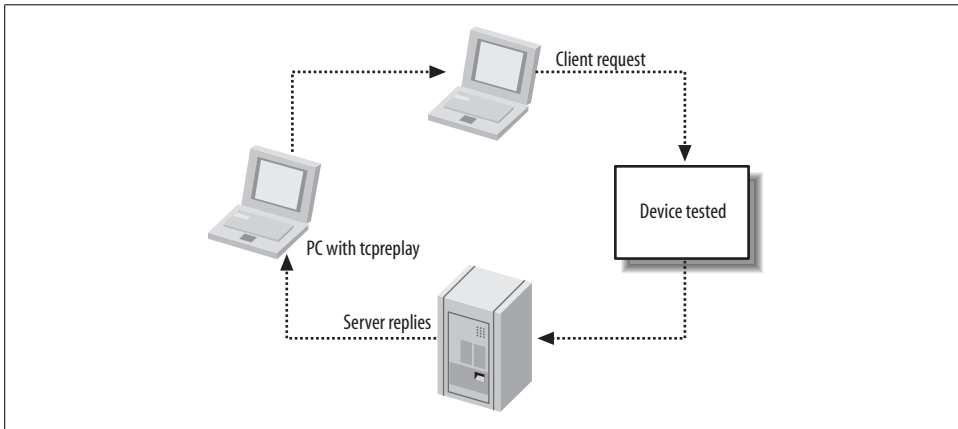 Client request
Device tested
PC with tcpreplay
Server replies